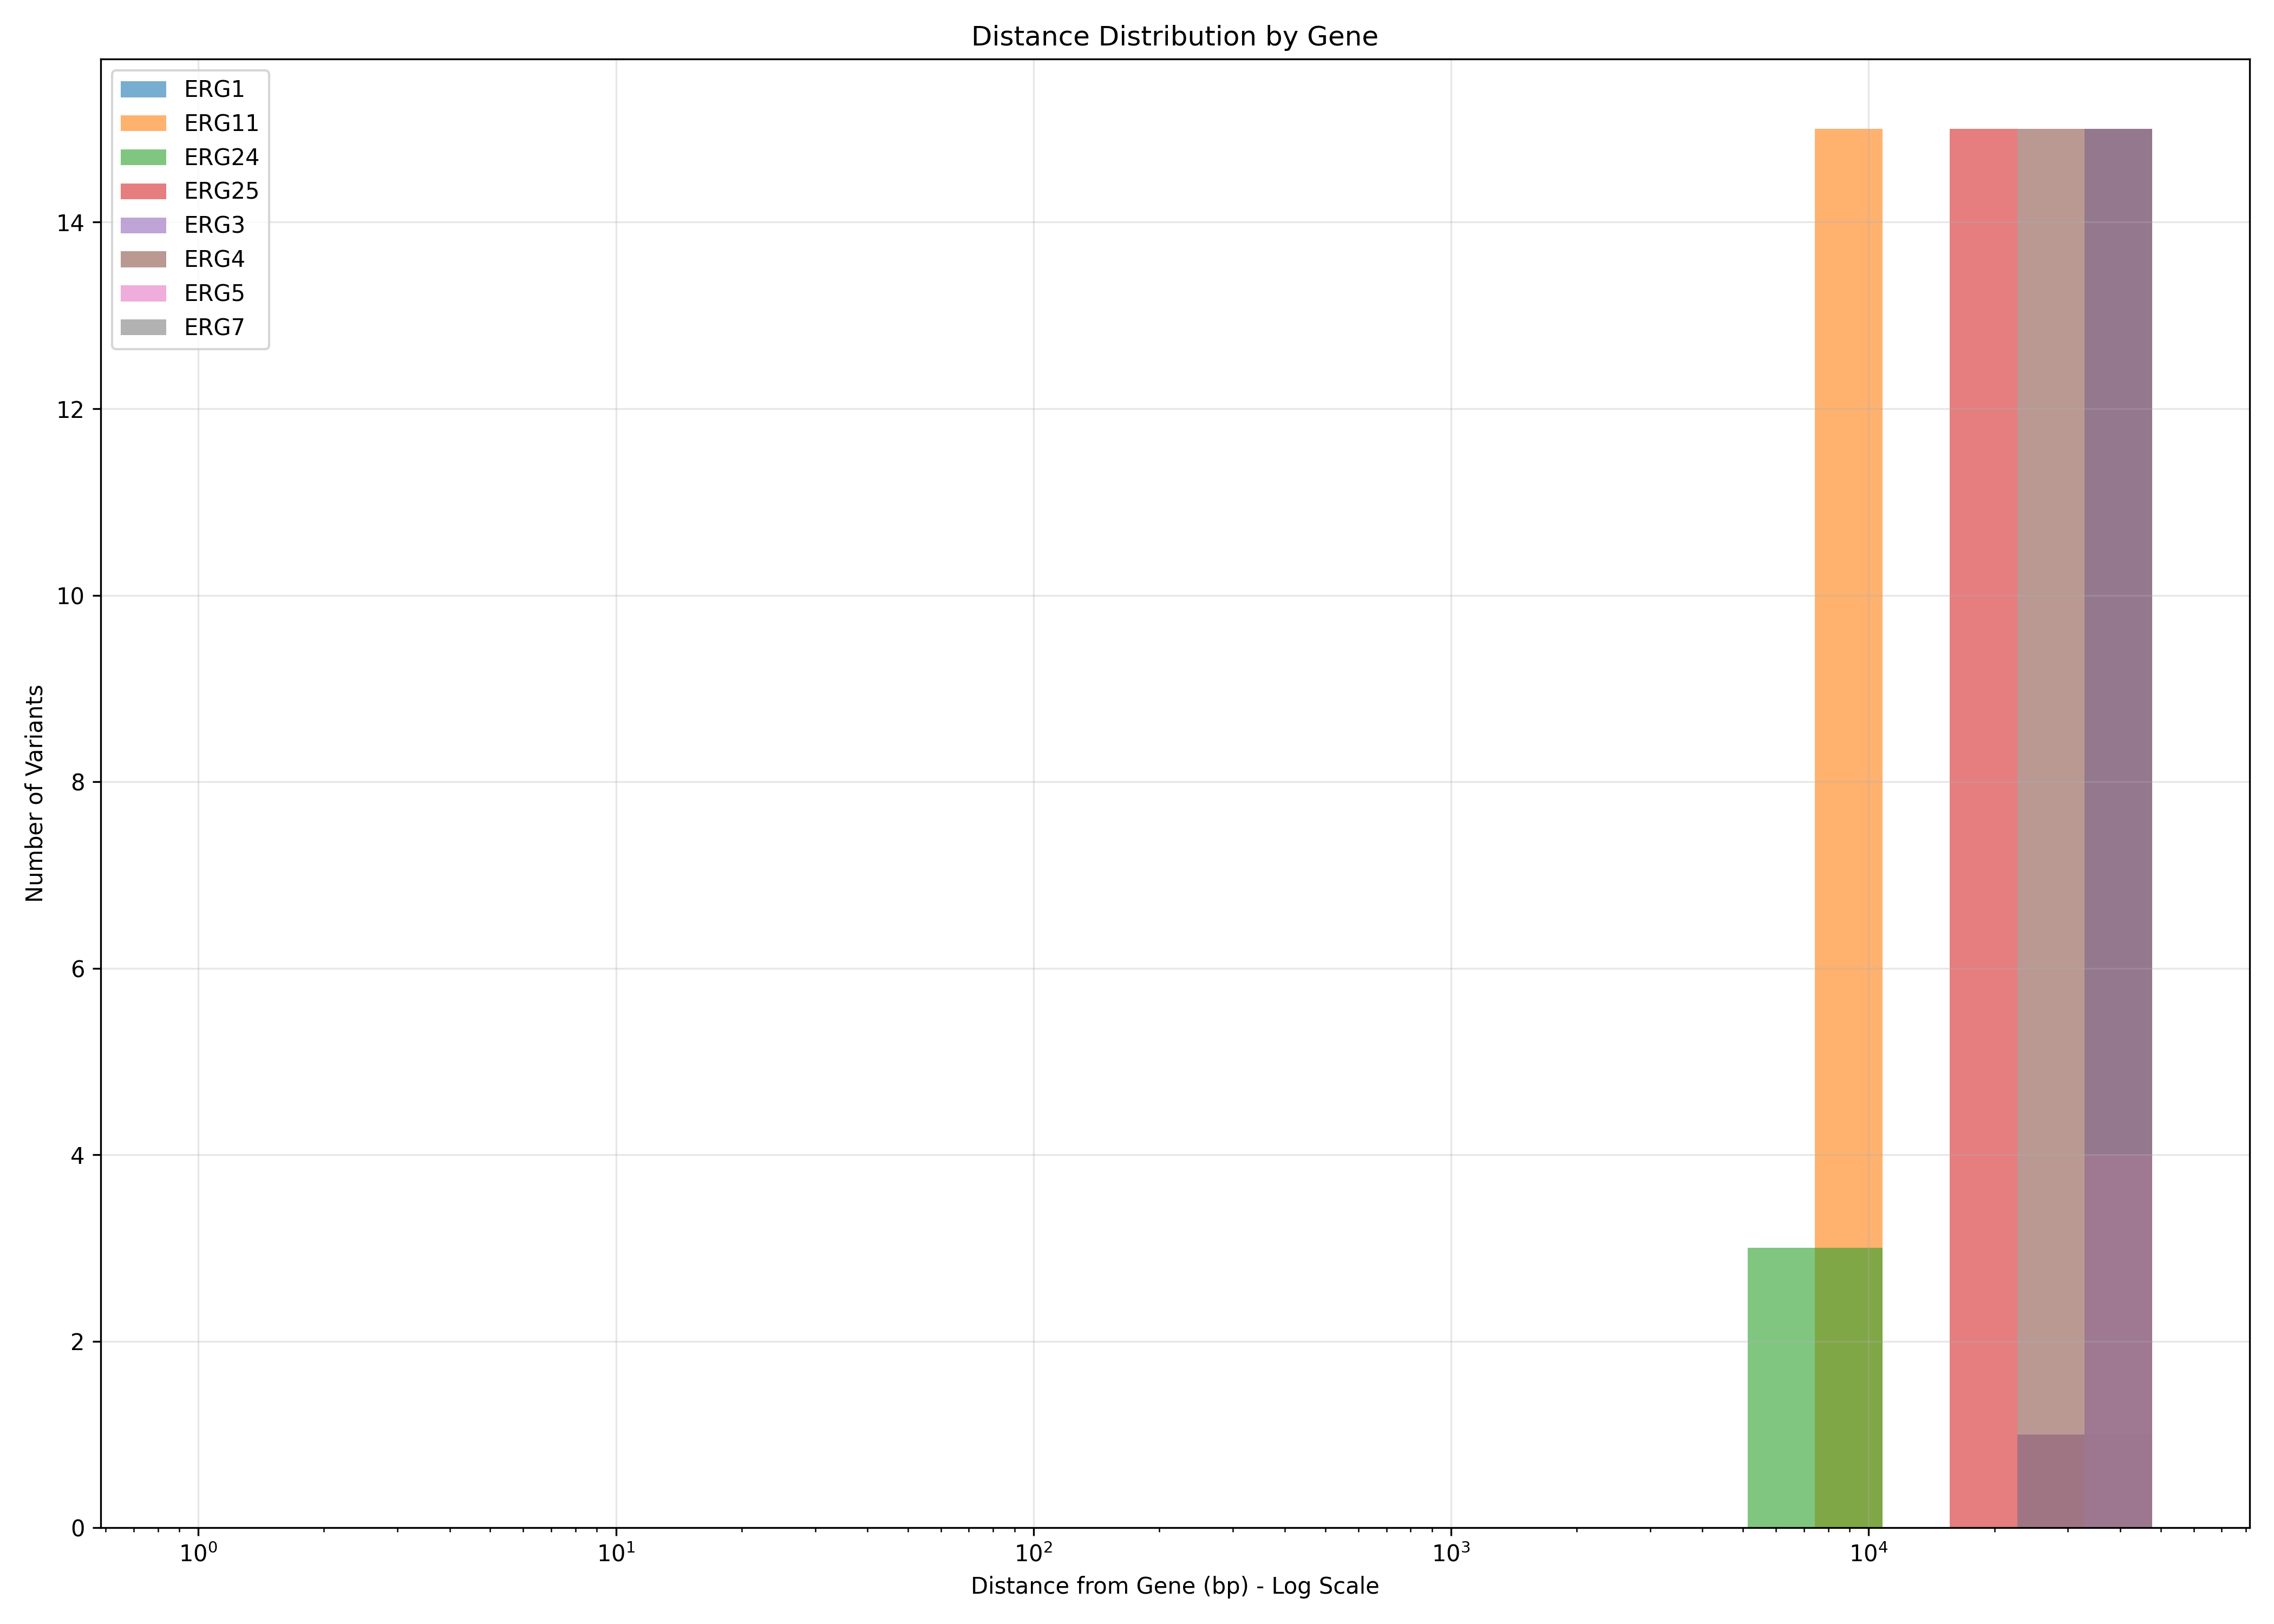 Distance Distribution by Gene
ERG1
ERG11
ERG24
ERG25
ERG3
ERG4
ERG5
ERG7
14
12
10
8
6
4
2
0
Number of Variants
10⁰ 10¹ 10² 10³ 10⁴
Distance from Gene (bp) - Log Scale